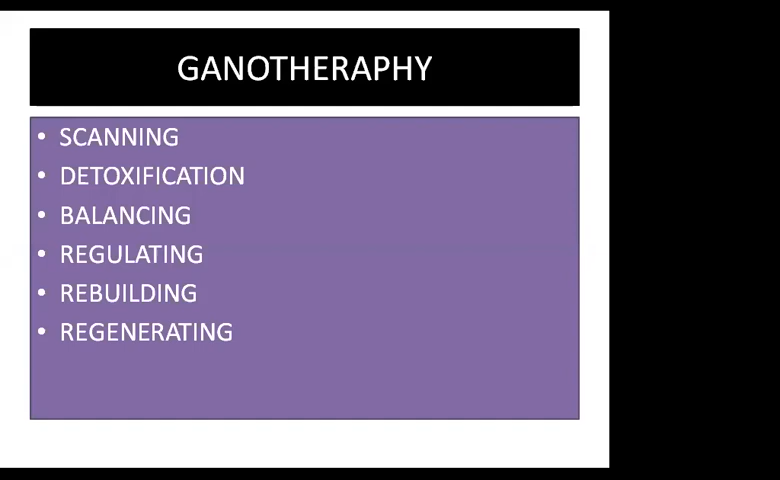 GANOTHERAPHY
• SCANNING
• DETOXIFICATION
• BALANCING
• REGULATING
• REBUILDING
• REGENERATING